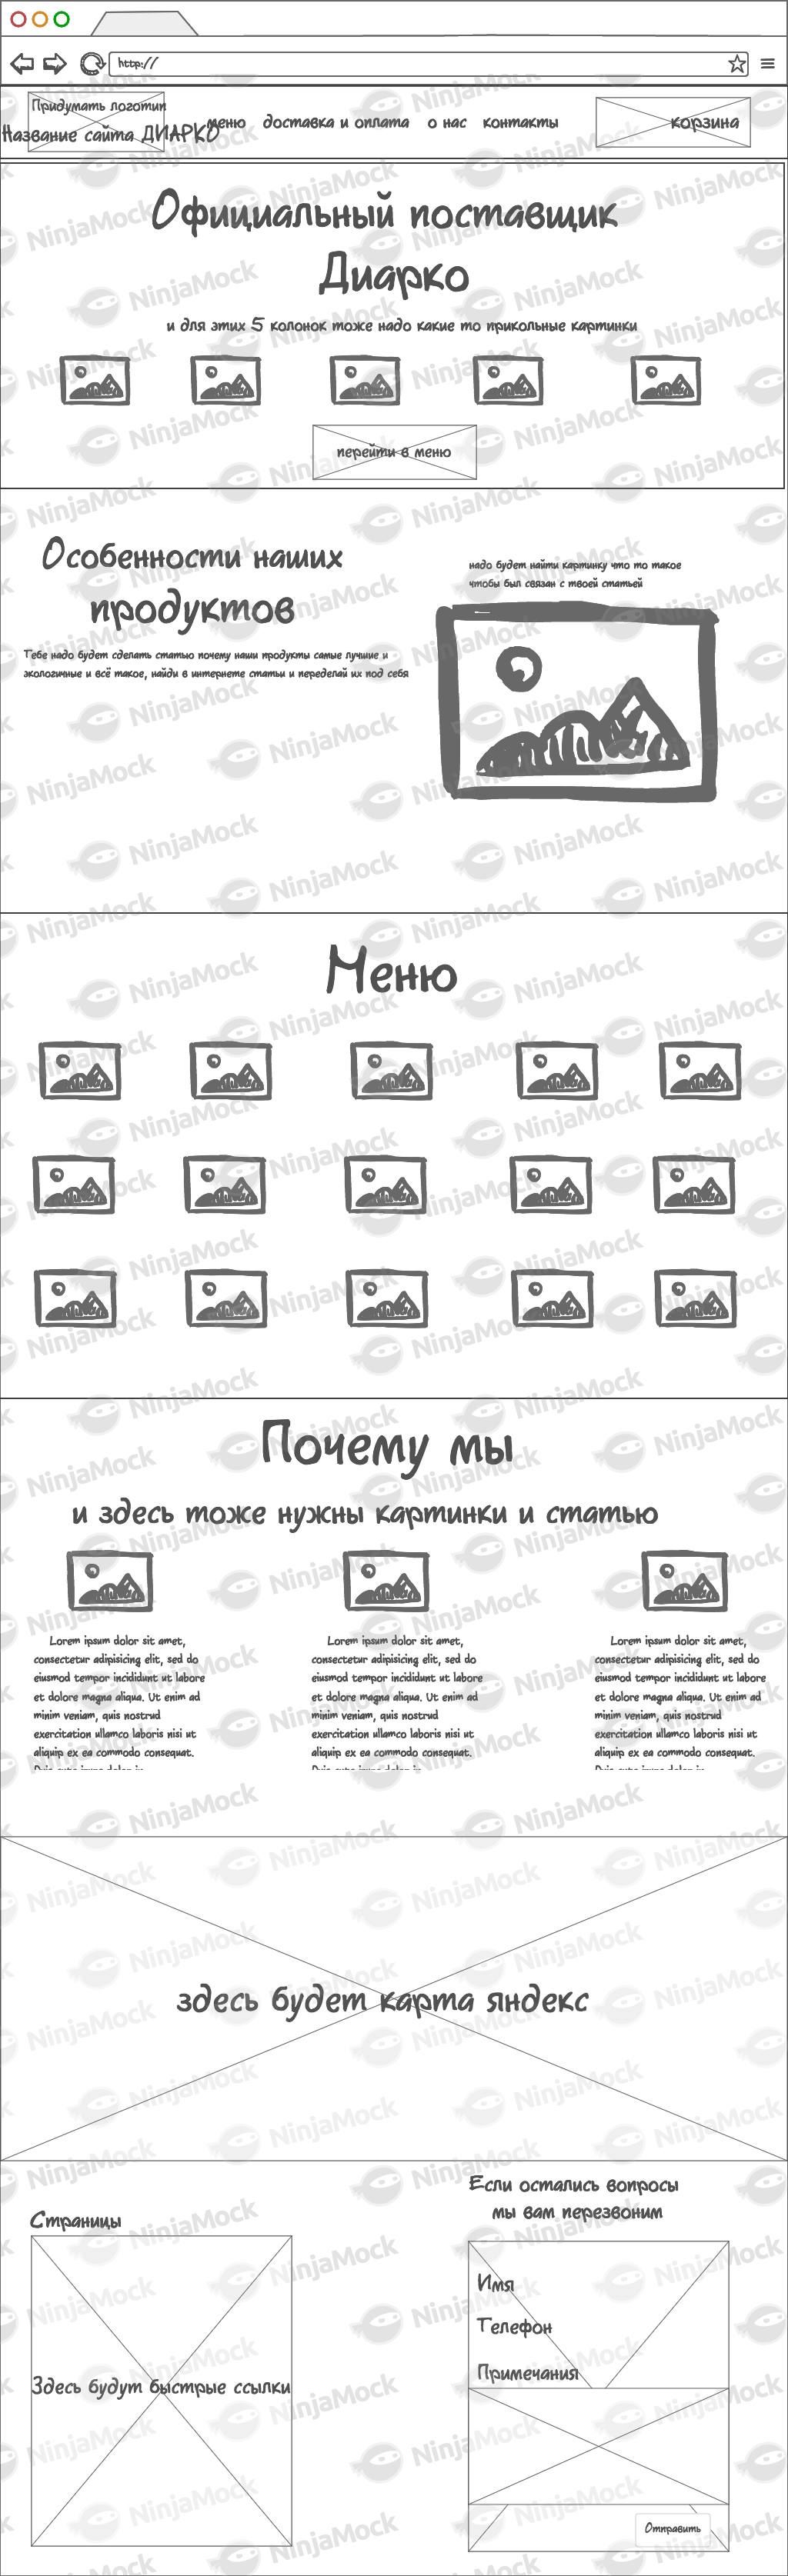 http://
Придумать логотип
Название сайта ДИАРКО
меню доставка и оплата о нас контакты
корзина
Официальный поставщик
Диарко
и для этих 5 колонок тоже надо какие то прикольные картинки
перейти в меню
Особенности наших
продуктов
Тебе надо будет сделать статью почему наши продукты самые лучшие и
экологичные и всё такое, найди в интернете статьи и переделай их под себя
надо будет найти картинку что то такое
чтобы был связан с твоей статьей
Меню
Почему мы
и здесь тоже нужны картинки и статью
Lorem ipsum dolor sit amet,
consectetur adipisicing elit, sed do
eiusmod tempor incididunt ut labore
et dolore magna aliqua. Ut enim ad
minim veniam, quis nostrud
exercitation ullamco laboris nisi ut
aliquip ex ea commodo consequat.
Lorem ipsum dolor sit amet,
consectetur adipisicing elit, sed do
eiusmod tempor incididunt ut labore
et dolore magna aliqua. Ut enim ad
minim veniam, quis nostrud
exercitation ullamco laboris nisi ut
aliquip ex ea commodo consequat.
Lorem ipsum dolor sit amet,
consectetur adipisicing elit, sed do
eiusmod tempor incididunt ut labore
et dolore magna aliqua. Ut enim ad
minim veniam, quis nostrud
exercitation ullamco laboris nisi ut
aliquip ex ea commodo consequat.
здесь будет карта яндекс
Страницы
Здесь будут быстрые ссылки
Если остались вопросы
мы вам перезвоним
Имя
Телефон
Примечания
Отправить
NinjaMock